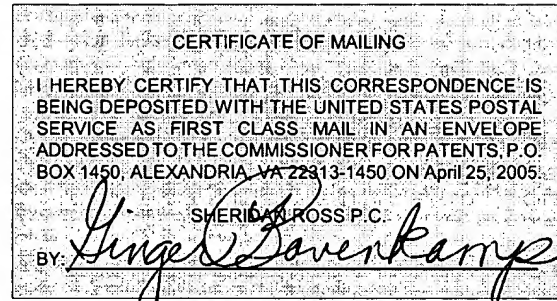 CERTIFICATE OF MAILING
I HEREBY CERTIFY THAT THIS CORRESPONDENCE IS
BEING DEPOSITED WITH THE UNITED STATES POSTAL
SERVICE AS FIRST CLASS MAIL IN AN ENVELOPE
ADDRESSED TO THE COMMISSIONER FOR PATENTS, P.O.
BOX 1450, ALEXANDRIA, VA 22313-1450 ON April 25, 2005.
SHERIDAN ROSS P.C.
BY: Ginger Bovenkamp